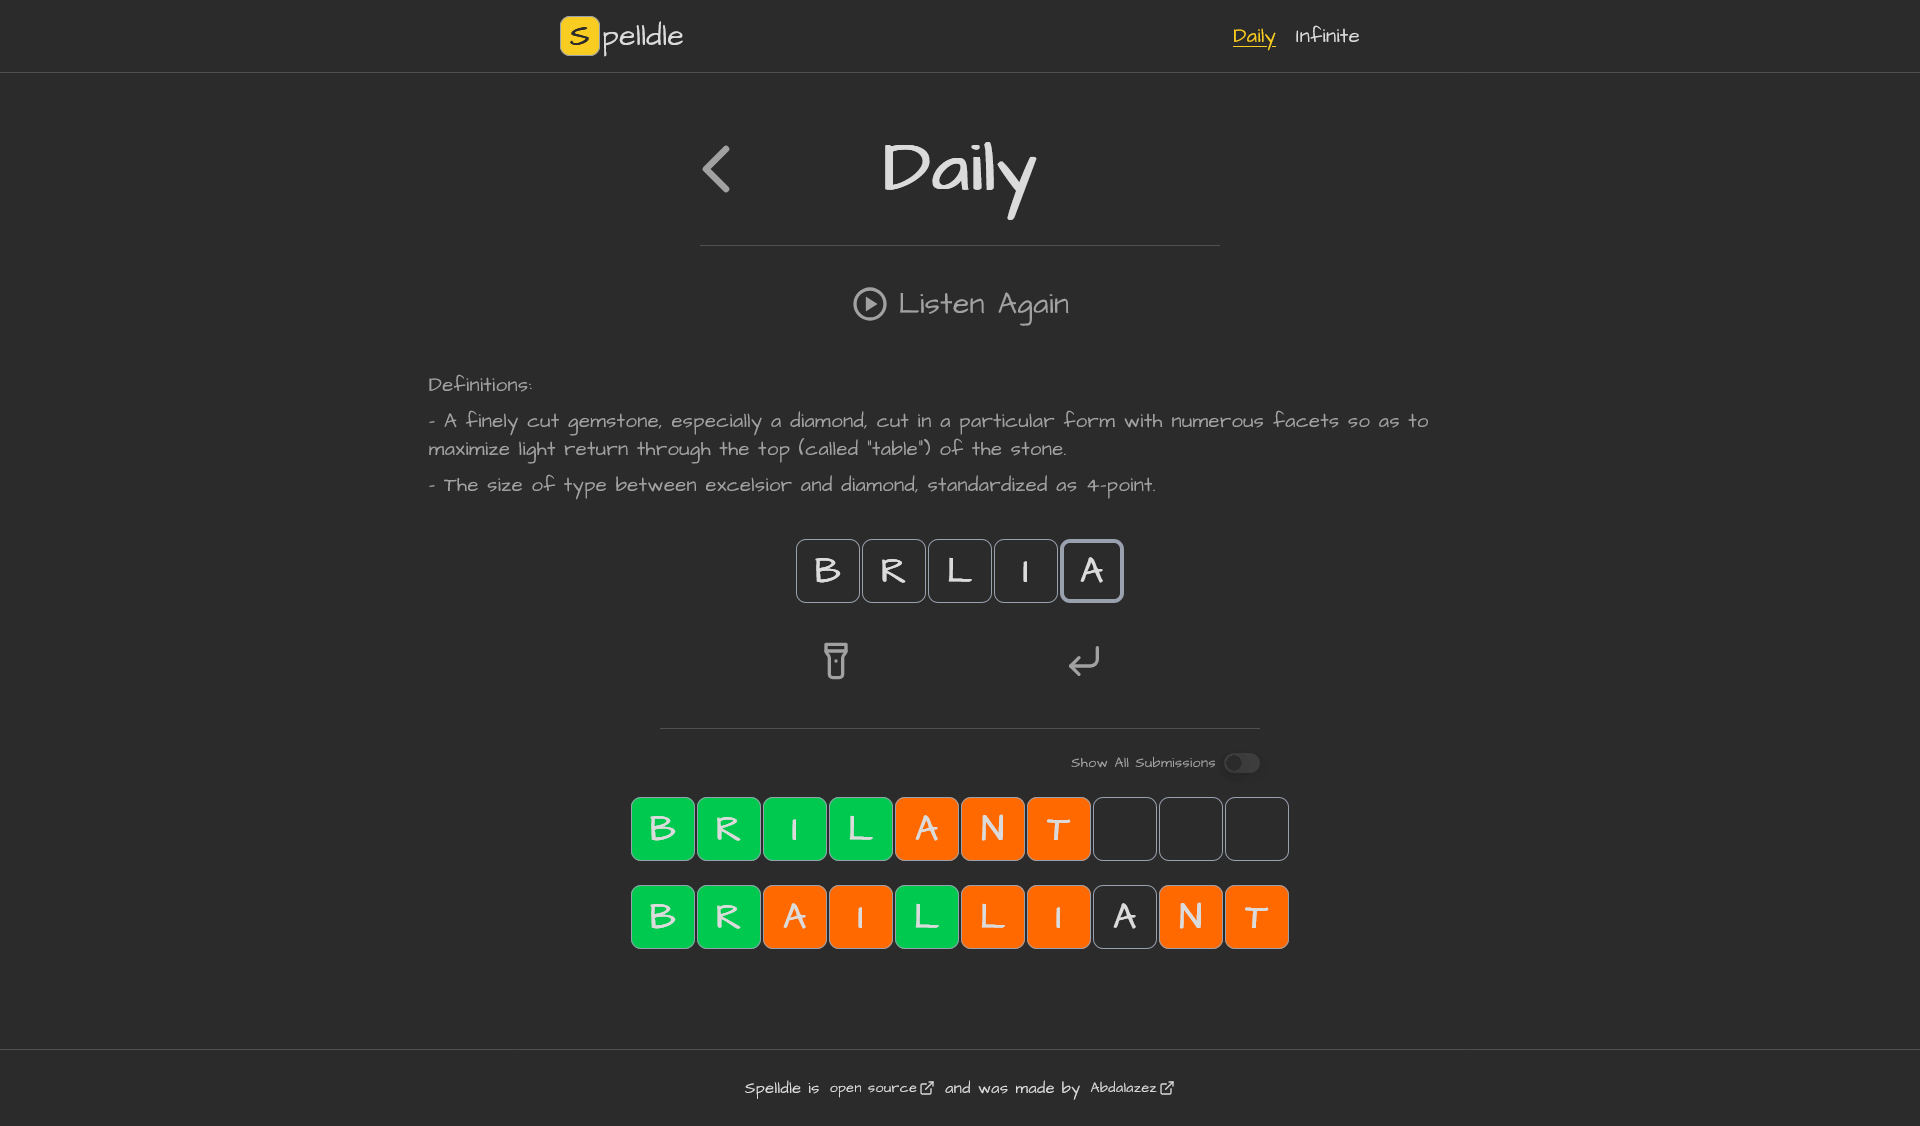 Spelldle
Daily Infinite
Daily
Listen Again
Definitions:
- A finely cut gemstone, especially a diamond, cut in a particular form with numerous facets so as to
maximize light return through the top (called "table") of the stone.
- The size of type between excelsior and diamond, standardized as 4-point.
B R L I A
Show All Submissions
B R I L A N T
B R A I L L I A N T
Spelldle is open source and was made by Abdalazez